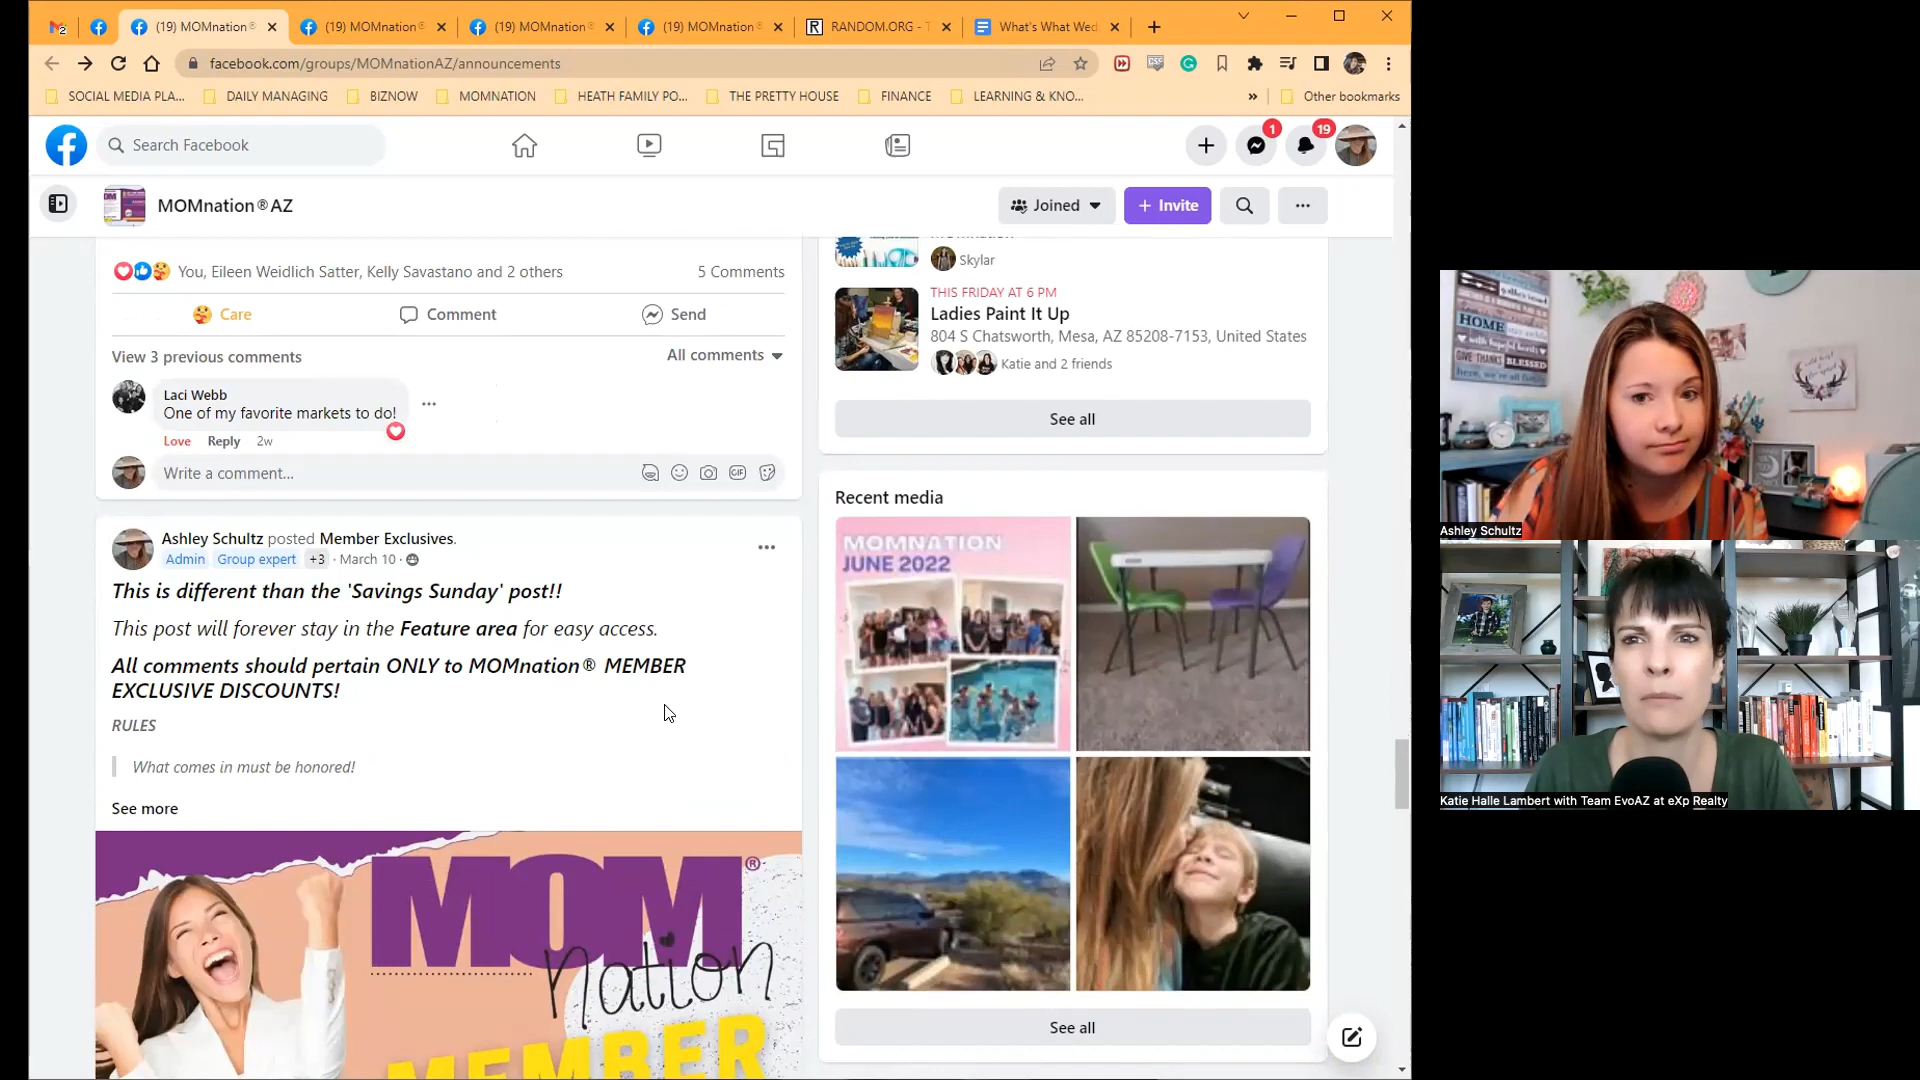 (19) MOMnation®
(19) MOMnation®
(19) MOMnation®
(19) MOMnation®
RANDOM.ORG - T
What's What Wed
facebook.com/groups/MOMnationAZ/announcements
SOCIAL MEDIA PLA...
DAILY MANAGING
BIZNOW
MOMNATION
HEATH FAMILY PO...
THE PRETTY HOUSE
FINANCE
LEARNING & KNO...
»
Other bookmarks
Search Facebook
1
19
MOMnation®AZ
Joined
+ Invite
You, Eileen Weidlich Satter, Kelly Savastano and 2 others
5 Comments
Care
Comment
Send
View 3 previous comments
All comments
Laci Webb
One of my favorite markets to do!
Love Reply 2w
Write a comment...
GIF
Ashley Schultz posted Member Exclusives.
Admin Group expert +3 · March 10 ·
This is different than the 'Savings Sunday' post!!
This post will forever stay in the Feature area for easy access.
All comments should pertain ONLY to MOMnation® MEMBER
EXCLUSIVE DISCOUNTS!
RULES
What comes in must be honored!
See more
MOM®
nation
MEMBER
Skylar
THIS FRIDAY AT 6 PM
Ladies Paint It Up
804 S Chatsworth, Mesa, AZ 85208-7153, United States
Katie and 2 friends
See all
Recent media
MOMNATION
JUNE 2022
See all
HOME
GIVE THANKS
BLESSED
Ashley Schultz
Katie Halle Lambert with Team EvoAZ at eXp Realty